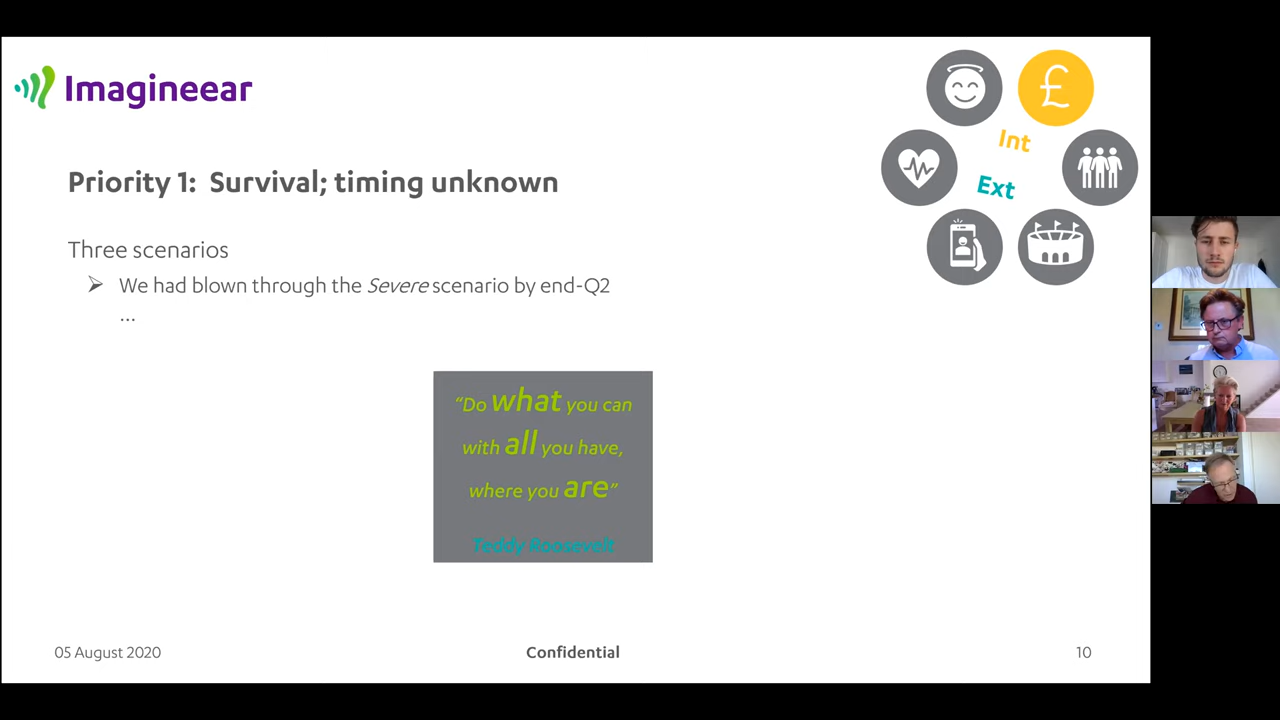 Imagineear
£
Int
Ext
Priority 1: Survival; timing unknown
Three scenarios
We had blown through the Severe scenario by end-Q2
...
“Do what you can
with all you have,
where you are”
Teddy Roosevelt
05 August 2020
Confidential
10